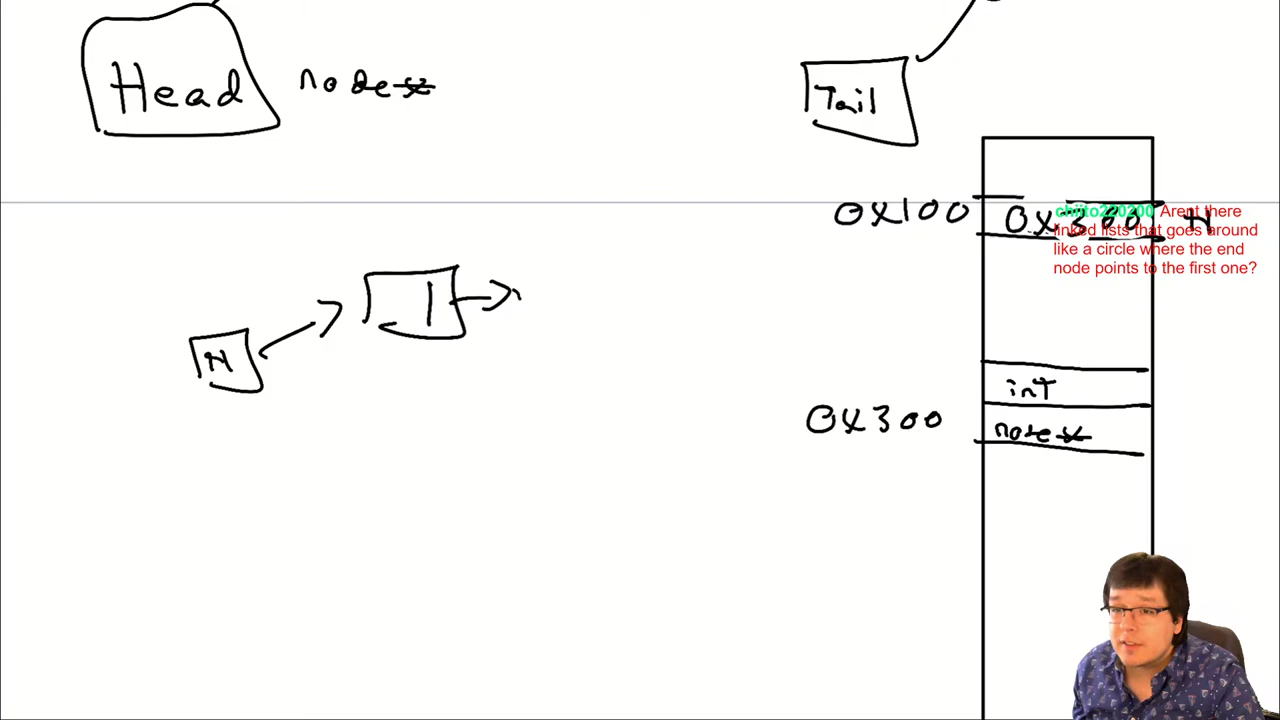 Head
node*
Tail
0x100
0x300
H
chiito220200 Arent there
linked lists that goes around
like a circle where the end
node points to the first one?
H
int
0x300
node*